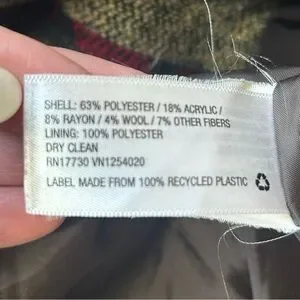 SHELL: 63% POLYESTER / 18% ACRYLIC /
8% RAYON / 4% WOOL / 7% OTHER FIBERS
LINING: 100% POLYESTER
DRY CLEAN
RN17730 VN1254020
LABEL MADE FROM 100% RECYCLED PLASTIC